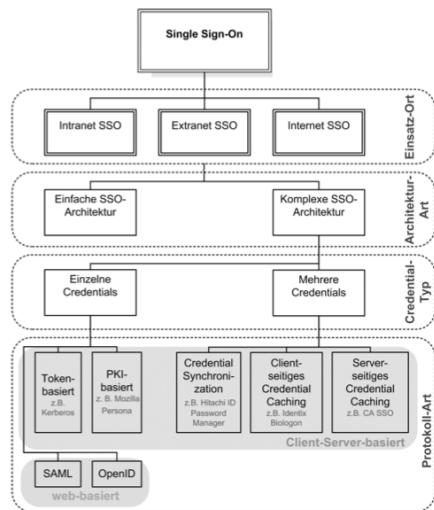 Single Sign-On
Intranet SSO
Extranet SSO
Internet SSO
Einsatz-Ort
Einfache SSO-
Architektur
Komplexe SSO-
Architektur
Architektur-
Art
Einzelne
Credentials
Mehrere
Credentials
Credential-
Typ
Token-
basiert
z.B.
Kerberos
PKI-
basiert
z. B. Mozilla
Persona
Credential
Synchroni-
zation
z.B. Hitachi ID
Password
Manager
Client-
seitiges
Credential
Caching
z.B. Identix
Biologon
Server-
seitiges
Credential
Caching
z.B. CA SSO
Client-Server-basiert
Protokoll-Art
SAML
OpenID
web-basiert